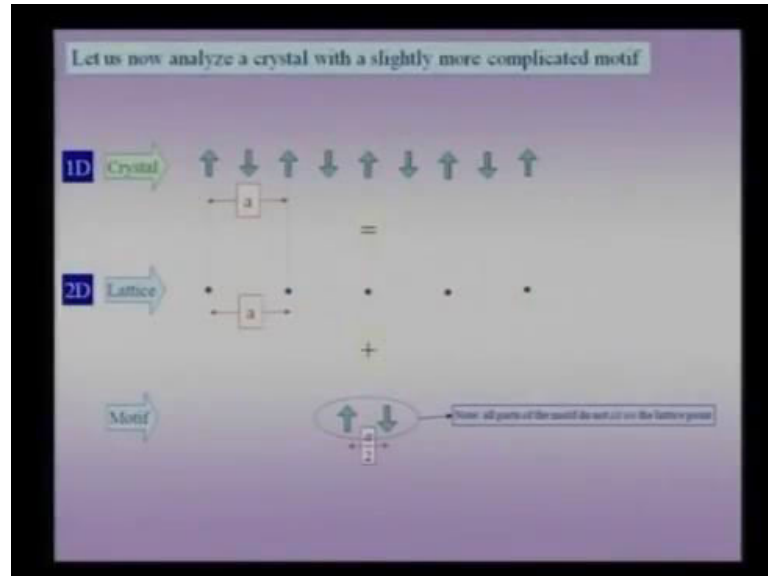 Let us now analyze a crystal with a slightly more complicated motif
1D Crystal
a
=
2D Lattice
a
+
Motif
Note: all parts of the motif do not sit on the lattice point
a
2